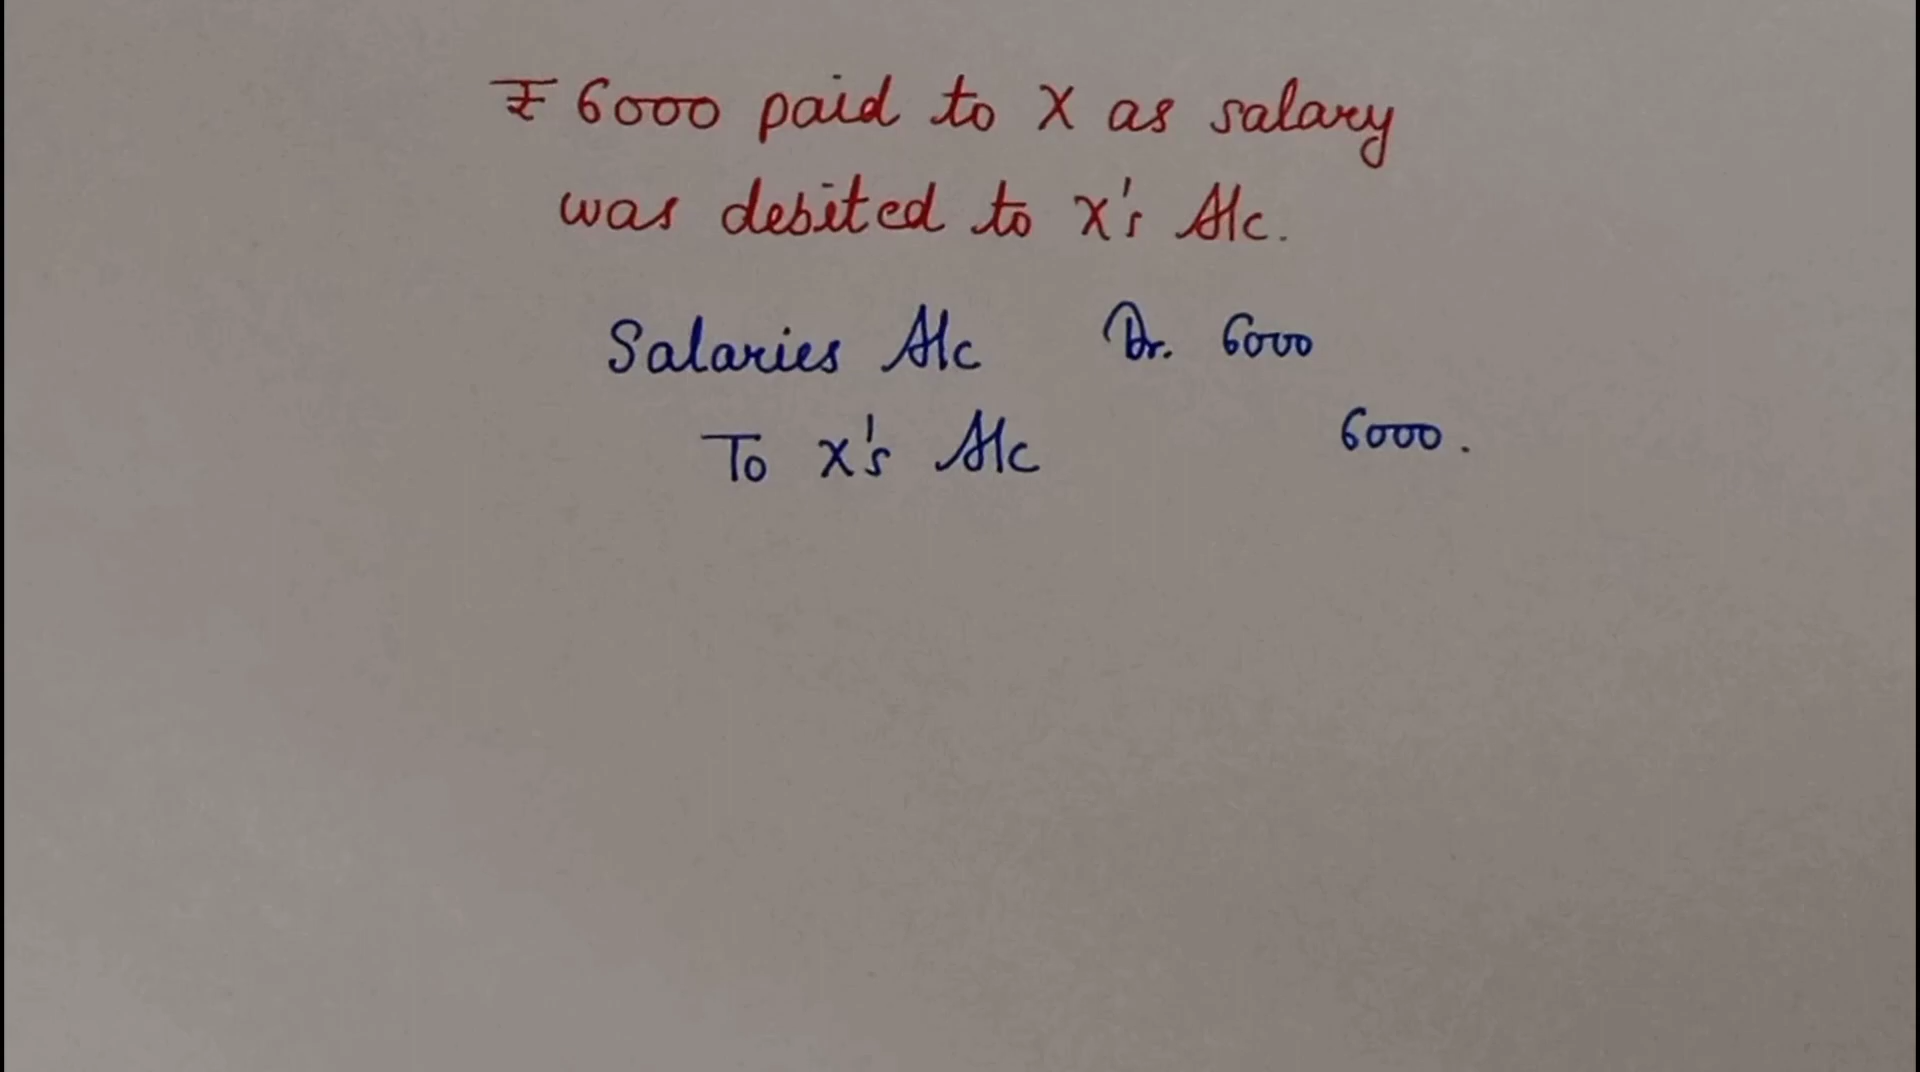 ₹ 6000 paid to X as salary
was debited to X's A/c.
Salaries A/c Dr. 6000
To X's A/c 6000.